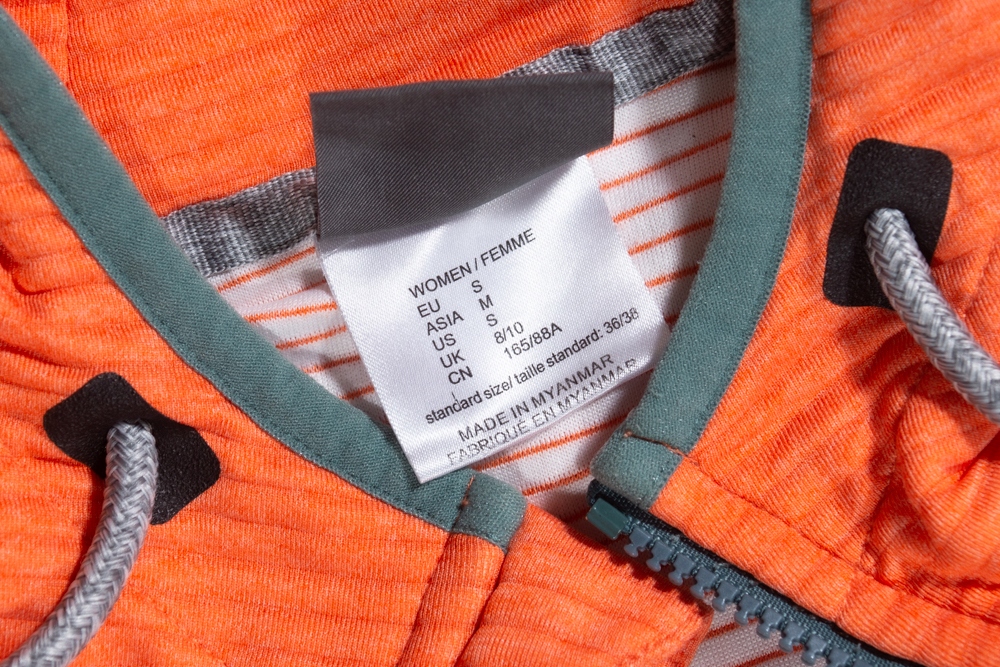 WOMEN / FEMME
EU S
ASIA M
US S
UK 8/10
CN 165/88A
standard size/ taille standard: 36/38
MADE IN MYANMAR
FABRIQUÉ EN MYANMAR